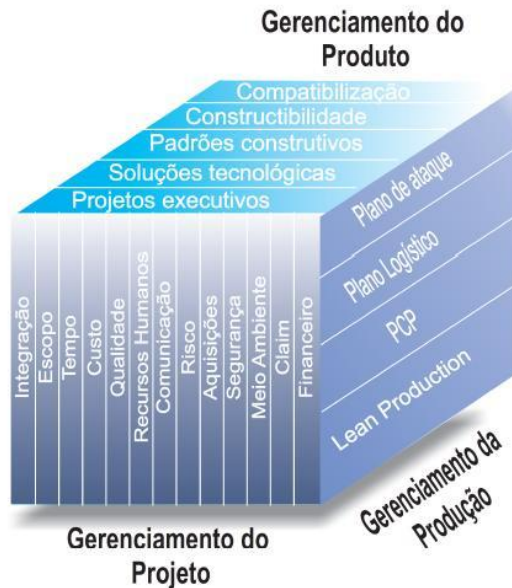 Gerenciamento do
Produto
Compatibilização
Constructibilidade
Padrões construtivos
Soluções tecnológicas
Projetos executivos
Plano de ataque
Plano Logístico
PCP
Lean Production
Integração
Escopo
Tempo
Custo
Qualidade
Recursos Humanos
Comunicação
Risco
Aquisições
Segurança
Meio Ambiente
Claim
Financeiro
Gerenciamento da
Produção
Gerenciamento do
Projeto